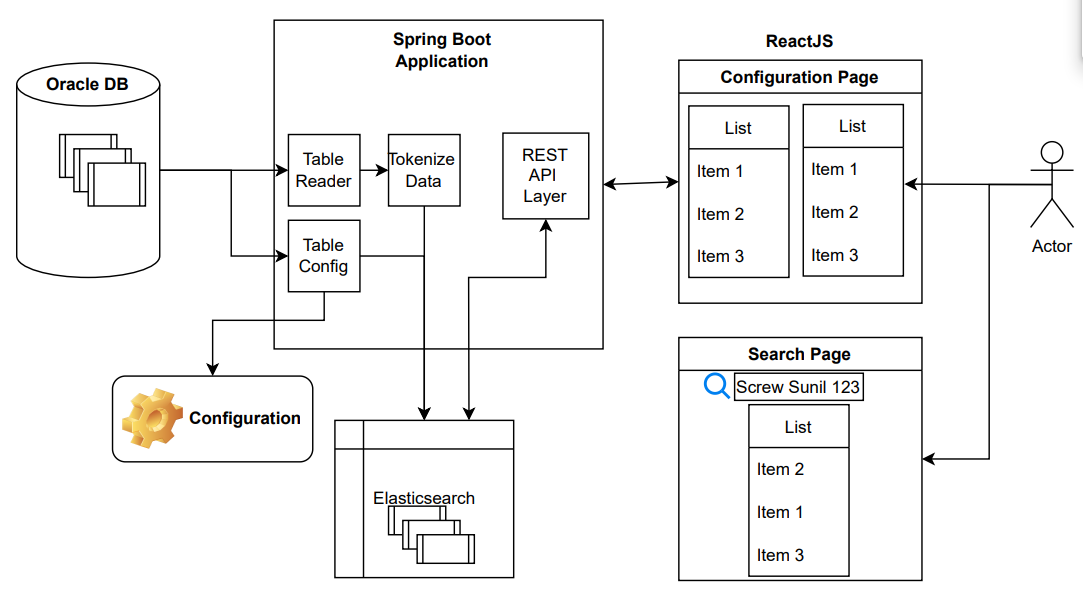 Oracle DB
Spring Boot
Application
Table
Reader
Tokenize
Data
REST
API
Layer
Table
Config
Configuration
Elasticsearch
ReactJS
Configuration Page
List
Item 1
Item 2
Item 3
List
Item 1
Item 2
Item 3
Actor
Search Page
Screw Sunil 123
List
Item 2
Item 1
Item 3